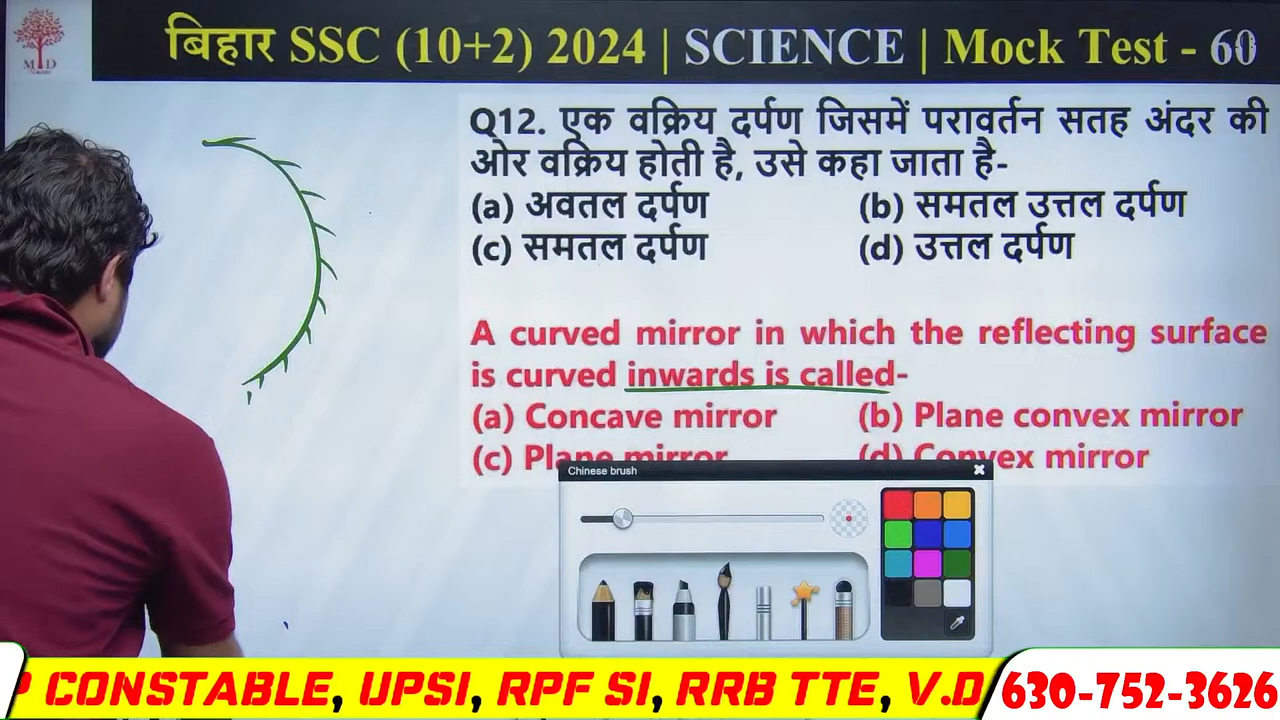 बिहार SSC (10+2) 2024 | SCIENCE | Mock Test - 60
M D
Q12. एक वक्रिय दर्पण जिसमें परावर्तन सतह अंदर की
ओर वक्रिय होती है, उसे कहा जाता है-
(a) अवतल दर्पण (b) समतल उत्तल दर्पण
(c) समतल दर्पण (d) उत्तल दर्पण
A curved mirror in which the reflecting surface
is curved inwards is called-
(a) Concave mirror (b) Plane convex mirror
(c) Plane mirror (d) Convex mirror
Chinese brush
P CONSTABLE, UPSI, RPF SI, RRB TTE, V.D
630-752-3626